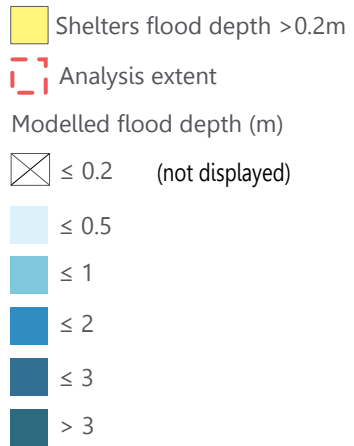 Shelters flood depth >0.2m
Analysis extent
Modelled flood depth (m)
≤ 0.2 (not displayed)
≤ 0.5
≤ 1
≤ 2
≤ 3
> 3